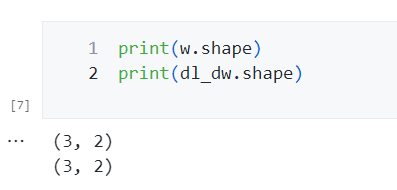 1 print(w.shape)
2 print(dl_dw.shape)
[7]
... (3, 2)
(3, 2)